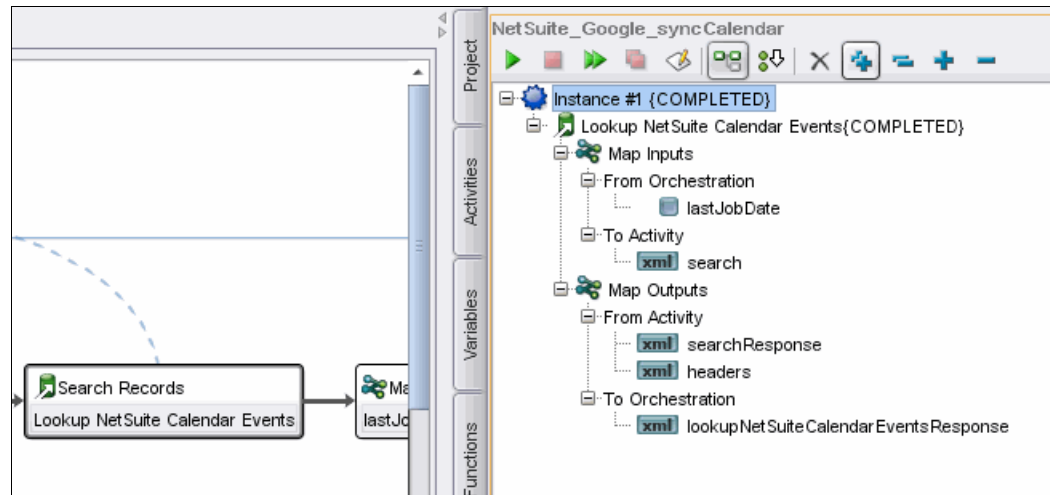 Search Records
Lookup NetSuite Calendar Events
lastJo
Project
Activities
Variables
Functions
NetSuite_Google_syncCalendar
Instance #1 {COMPLETED}
Lookup NetSuite Calendar Events{COMPLETED}
Map Inputs
From Orchestration
lastJobDate
To Activity
xml search
Map Outputs
From Activity
xml searchResponse
xml headers
To Orchestration
xml lookupNetSuiteCalendarEventsResponse